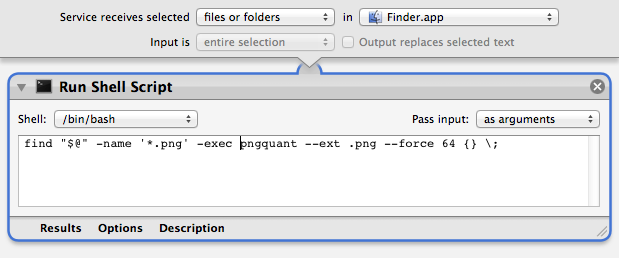 Service receives selected files or folders in Finder.app
Input is entire selection Output replaces selected text
Run Shell Script
Shell: /bin/bash Pass input: as arguments
find "$@" -name '*.png' -exec pngquant --ext .png --force 64 {} \;
Results Options Description